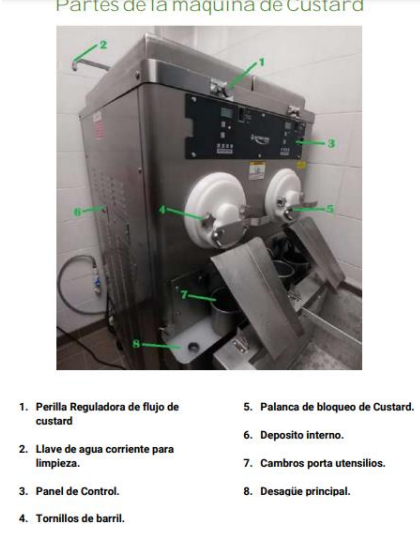 Partes de la maquina de Custard
2
1
3
4
5
6
7
8
1. Perilla Reguladora de flujo de
custard
2. Llave de agua corriente para
limpieza.
3. Panel de Control.
4. Tornillos de barril.
5. Palanca de bloqueo de Custard.
6. Deposito interno.
7. Cambros porta utensilios.
8. Desagüe principal.